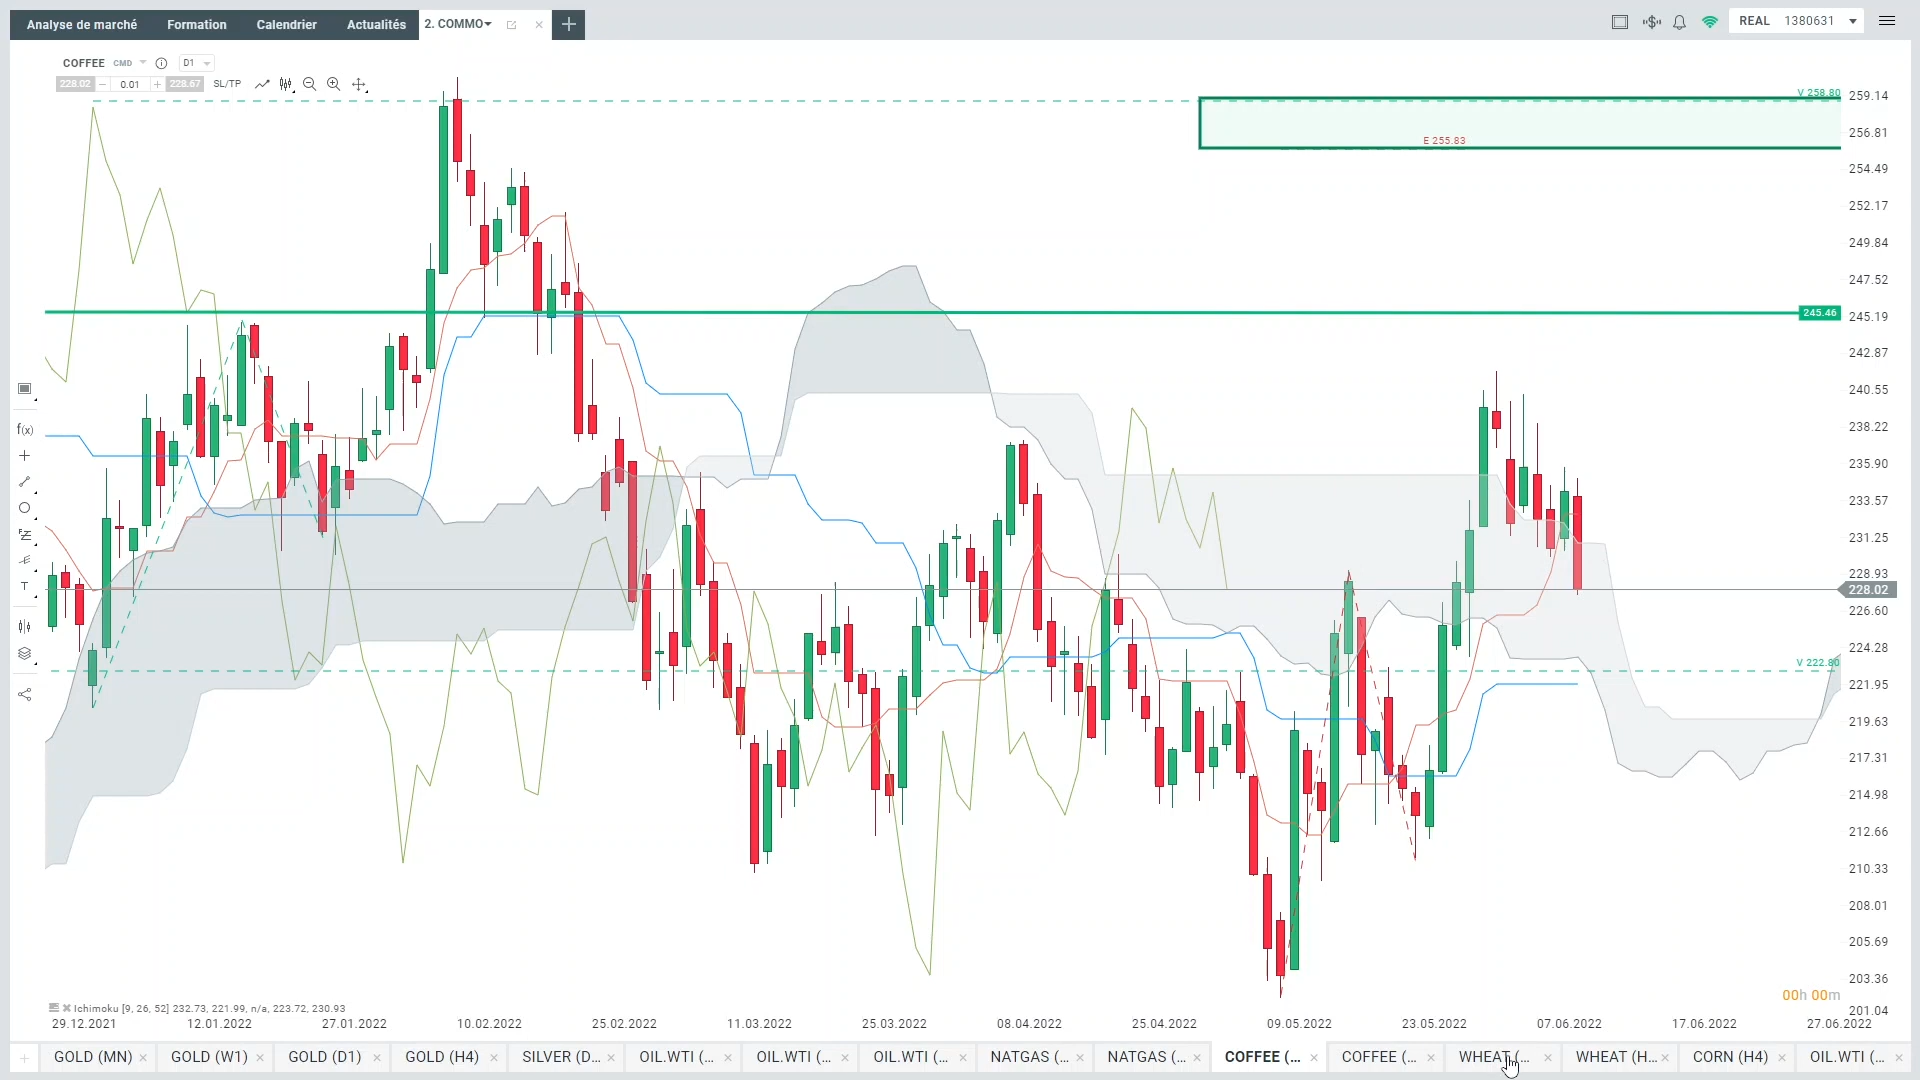 Analyse de marché Formation Calendrier Actualités 2. COMMO REAL 1380631
COFFEE CMD D1
228.02 0.01 228.67 SL/TP
V 258.80
E 255.83
245.46
V 222.80
259.14
256.81
254.49
252.17
249.84
247.52
245.19
242.87
240.55
238.22
235.90
233.57
231.25
228.93
228.02
226.60
224.28
221.95
219.63
217.31
214.98
212.66
210.33
208.01
205.69
203.36
201.04
f(x)
T
00h 00m
Ichimoku [9, 26, 52] 232.73, 221.99, n/a, 223.72, 230.93
29.12.2021 12.01.2022 27.01.2022 10.02.2022 25.02.2022 11.03.2022 25.03.2022 08.04.2022 25.04.2022 09.05.2022 23.05.2022 07.06.2022 17.06.2022 27.06.2022
GOLD (MN) GOLD (W1) GOLD (D1) GOLD (H4) SILVER (D... OIL.WTI (... OIL.WTI (... OIL.WTI (... NATGAS (... NATGAS (... COFFEE (... COFFEE (... WHEAT (... WHEAT (H... CORN (H4) OIL.WTI (...